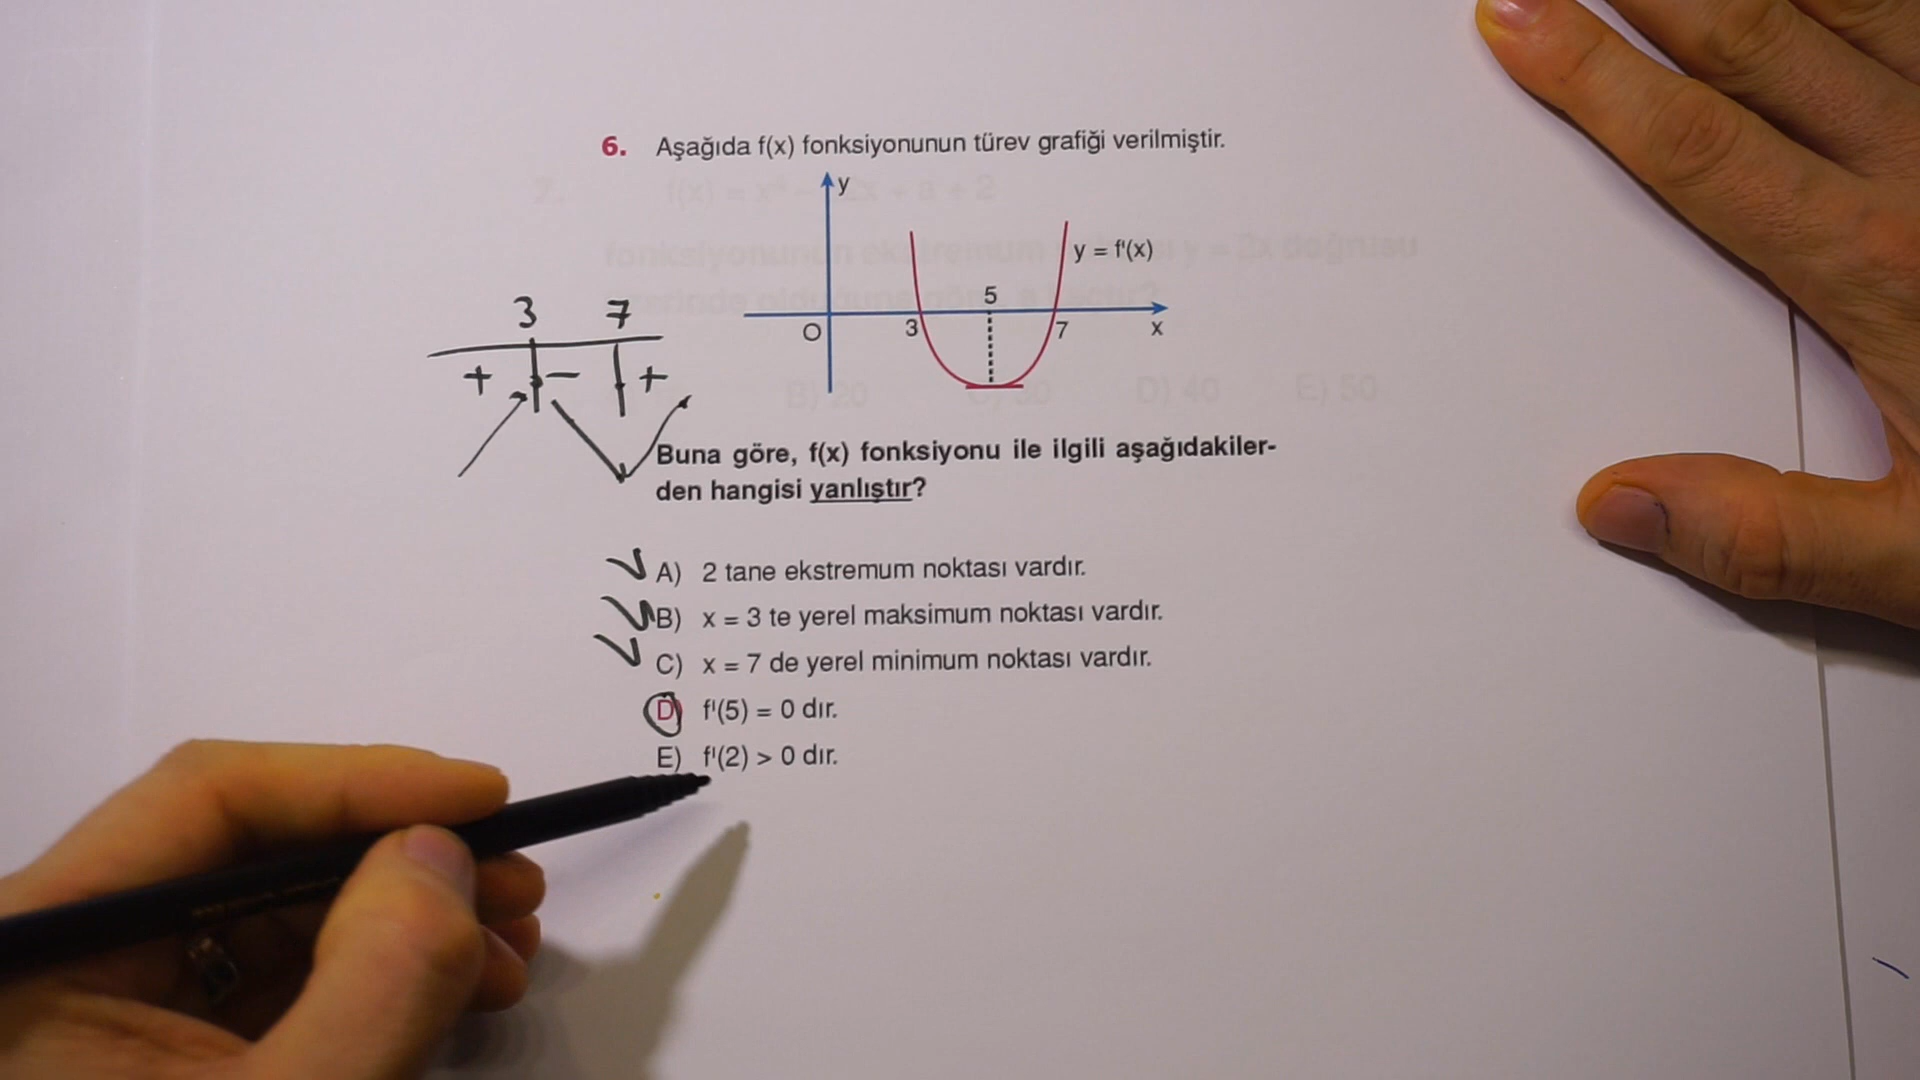 6. Aşağıda f(x) fonksiyonunun türev grafiği verilmiştir.
y
y = f'(x)
5
O 3 7 x
3 7
+ - +
Buna göre, f(x) fonksiyonu ile ilgili aşağıdakiler-
den hangisi yanlıştır?
A) 2 tane ekstremum noktası vardır.
B) x = 3 te yerel maksimum noktası vardır.
C) x = 7 de yerel minimum noktası vardır.
D) f'(5) = 0 dır.
E) f'(2) > 0 dır.